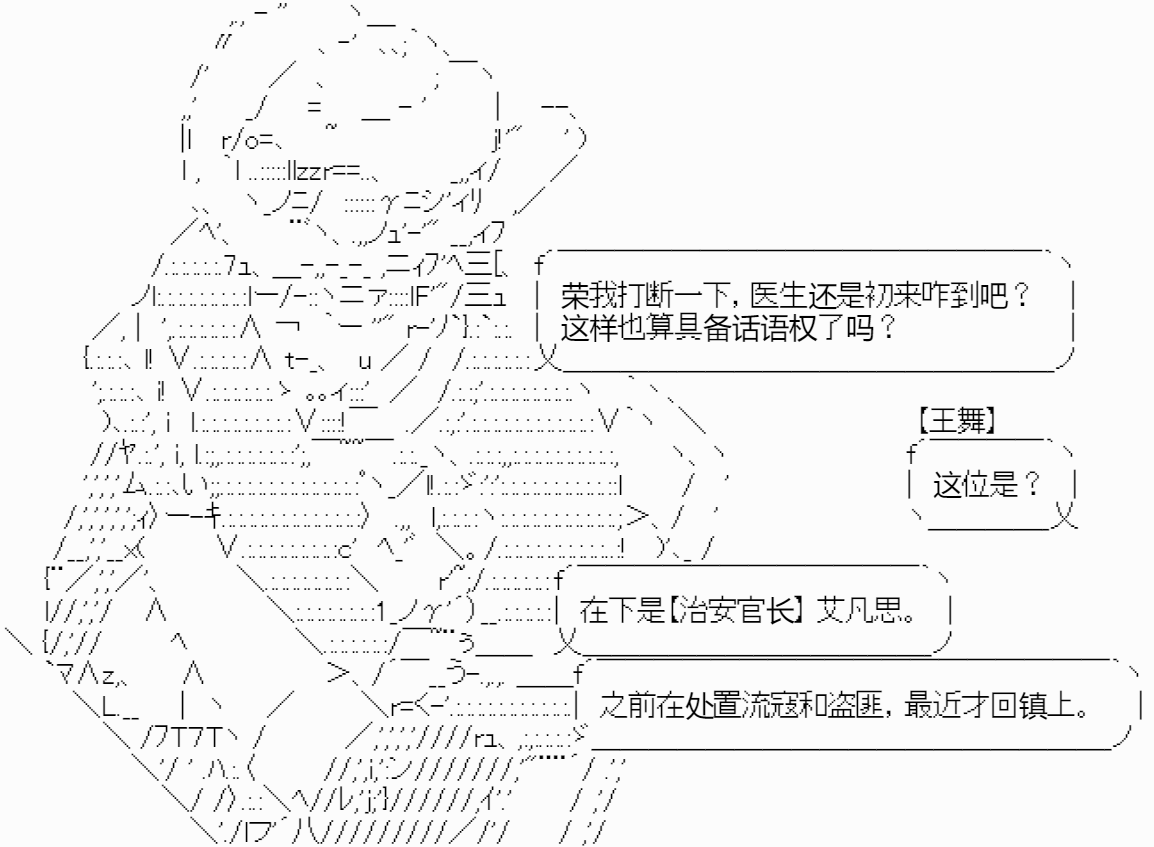 荣我打断一下，医生还是初来咋到吧？
这样也算具备话语权了吗？
【王舞】
这位是？
在下是【治安官长】艾凡思。
之前在处置流寇和盗匪，最近才回镇上。